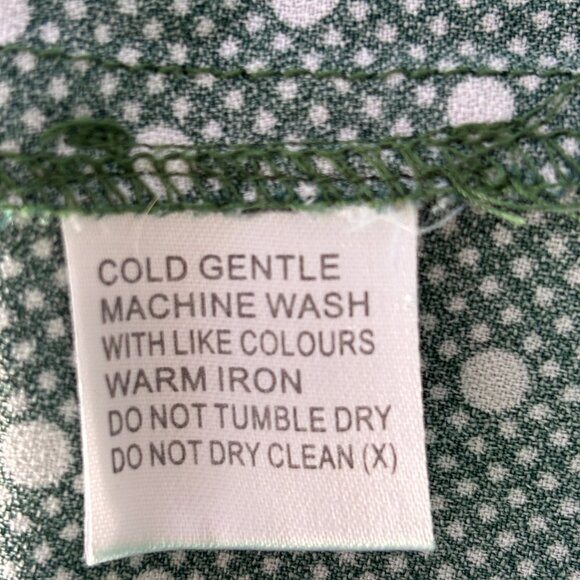 COLD GENTLE
MACHINE WASH
WITH LIKE COLOURS
WARM IRON
DO NOT TUMBLE DRY
DO NOT DRY CLEAN (X)